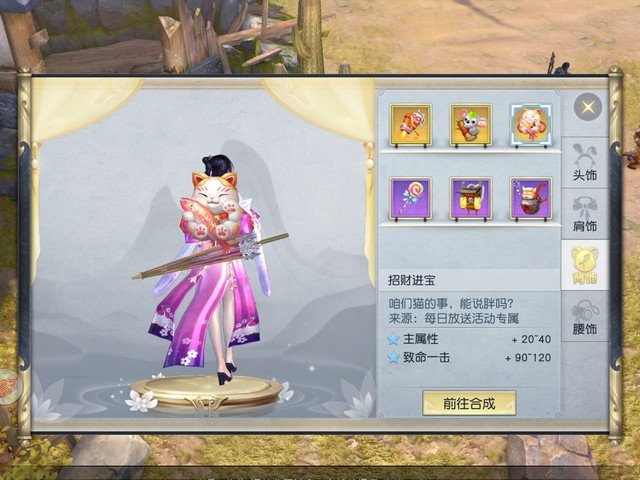 头饰
肩饰
背饰
腰饰
招财进宝
咱们猫的事，能说胖吗？
来源：每日放送活动专属
主属性 + 20~40
致命一击 + 90~120
前往合成